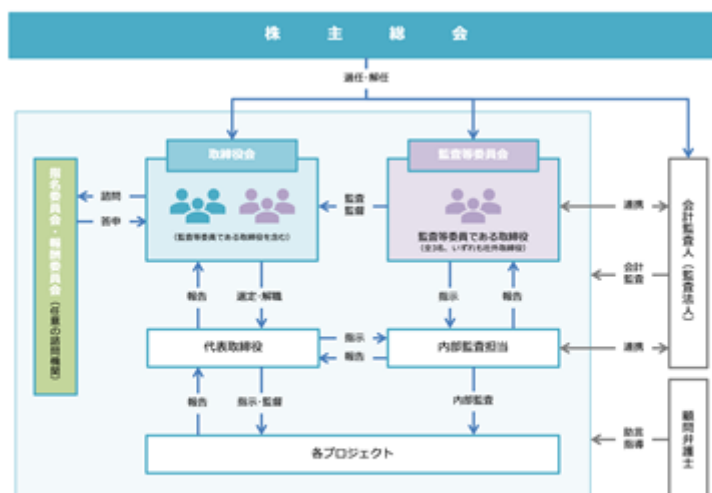 株主総会
選任・解任
取締役会
監査等委員会
指名委員会・報酬委員会
(任意の諮問機関)
諮問
答申
監査
監督
(監査等委員である取締役を含む)
監査等委員である取締役
(全3名、いずれも社外取締役)
連携
会計監査人
(監査法人)
会計
監査
報告
選定・解職
指示
報告
代表取締役
指示
報告
内部監査担当
連携
報告
指示・監督
内部監査
各プロジェクト
助言
指導
顧問弁護士